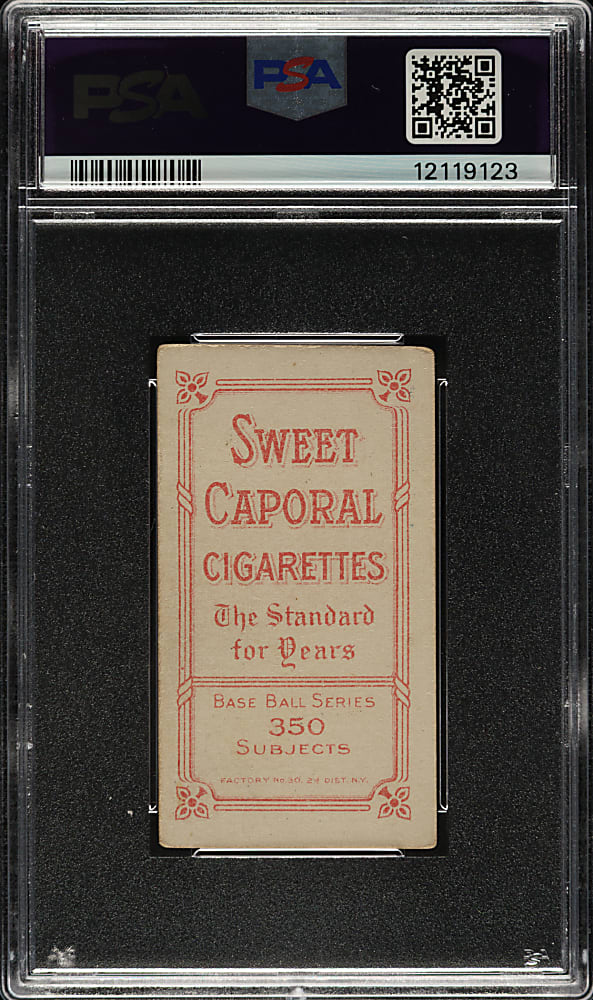 PSA
PSA
12119123
SWEET
CAPORAL
CIGARETTES
The Standard
for Years
BASE BALL SERIES
350
SUBJECTS
FACTORY No. 30, 2d DIST. N.Y.